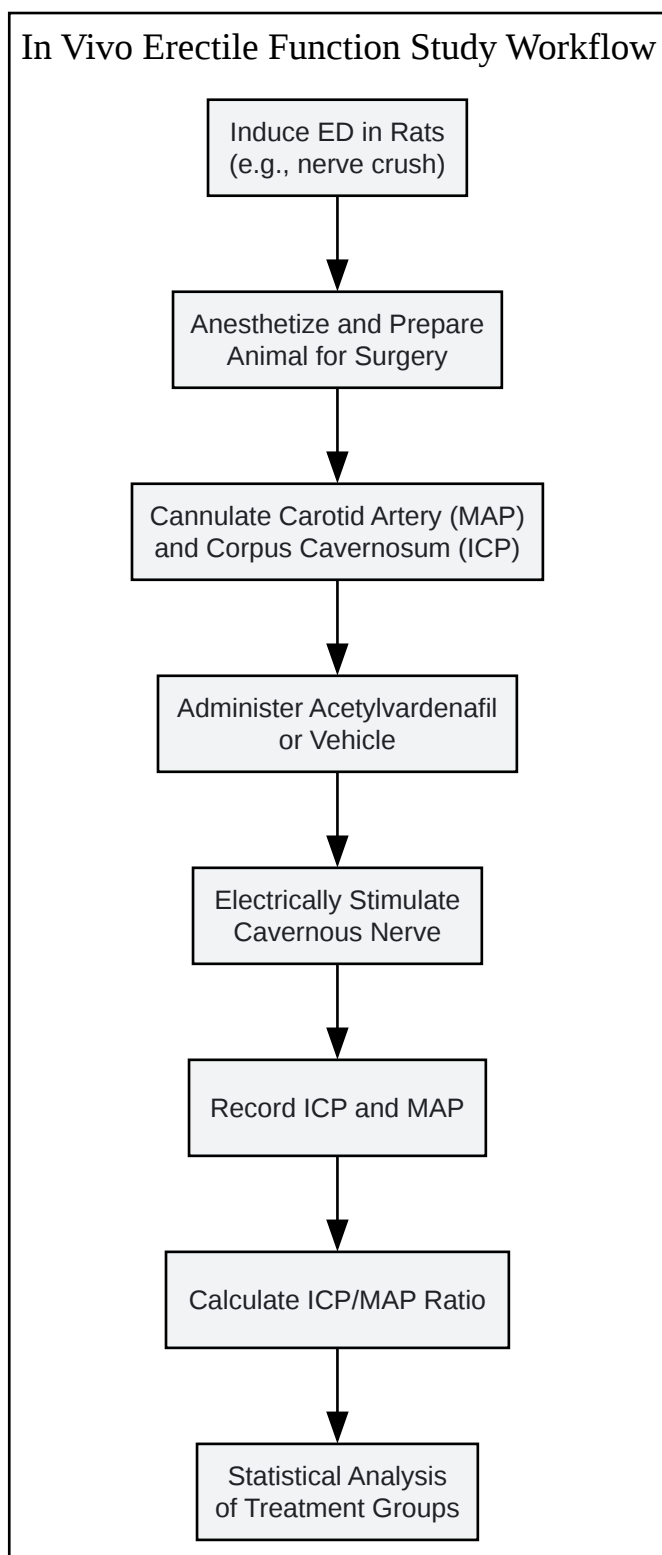 In Vivo Erectile Function Study Workflow
Induce ED in Rats
(e.g., nerve crush)
Anesthetize and Prepare
Animal for Surgery
Cannulate Carotid Artery (MAP)
and Corpus Cavernosum (ICP)
Administer Acetylvardenafil
or Vehicle
Electrically Stimulate
Cavernous Nerve
Record ICP and MAP
Calculate ICP/MAP Ratio
Statistical Analysis
of Treatment Groups